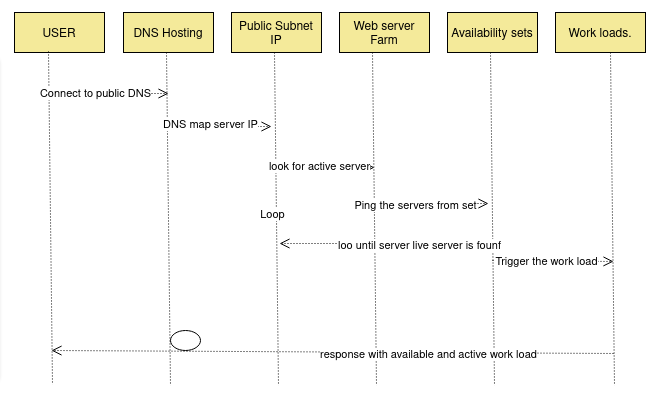 USER
DNS Hosting
Public Subnet
IP
Web server
Farm
Availability sets
Work loads.
Connect to public DNS
DNS map server IP
look for active server
Ping the servers from set
Loop
loo until server live server is founf
Trigger the work load
response with available and active work load